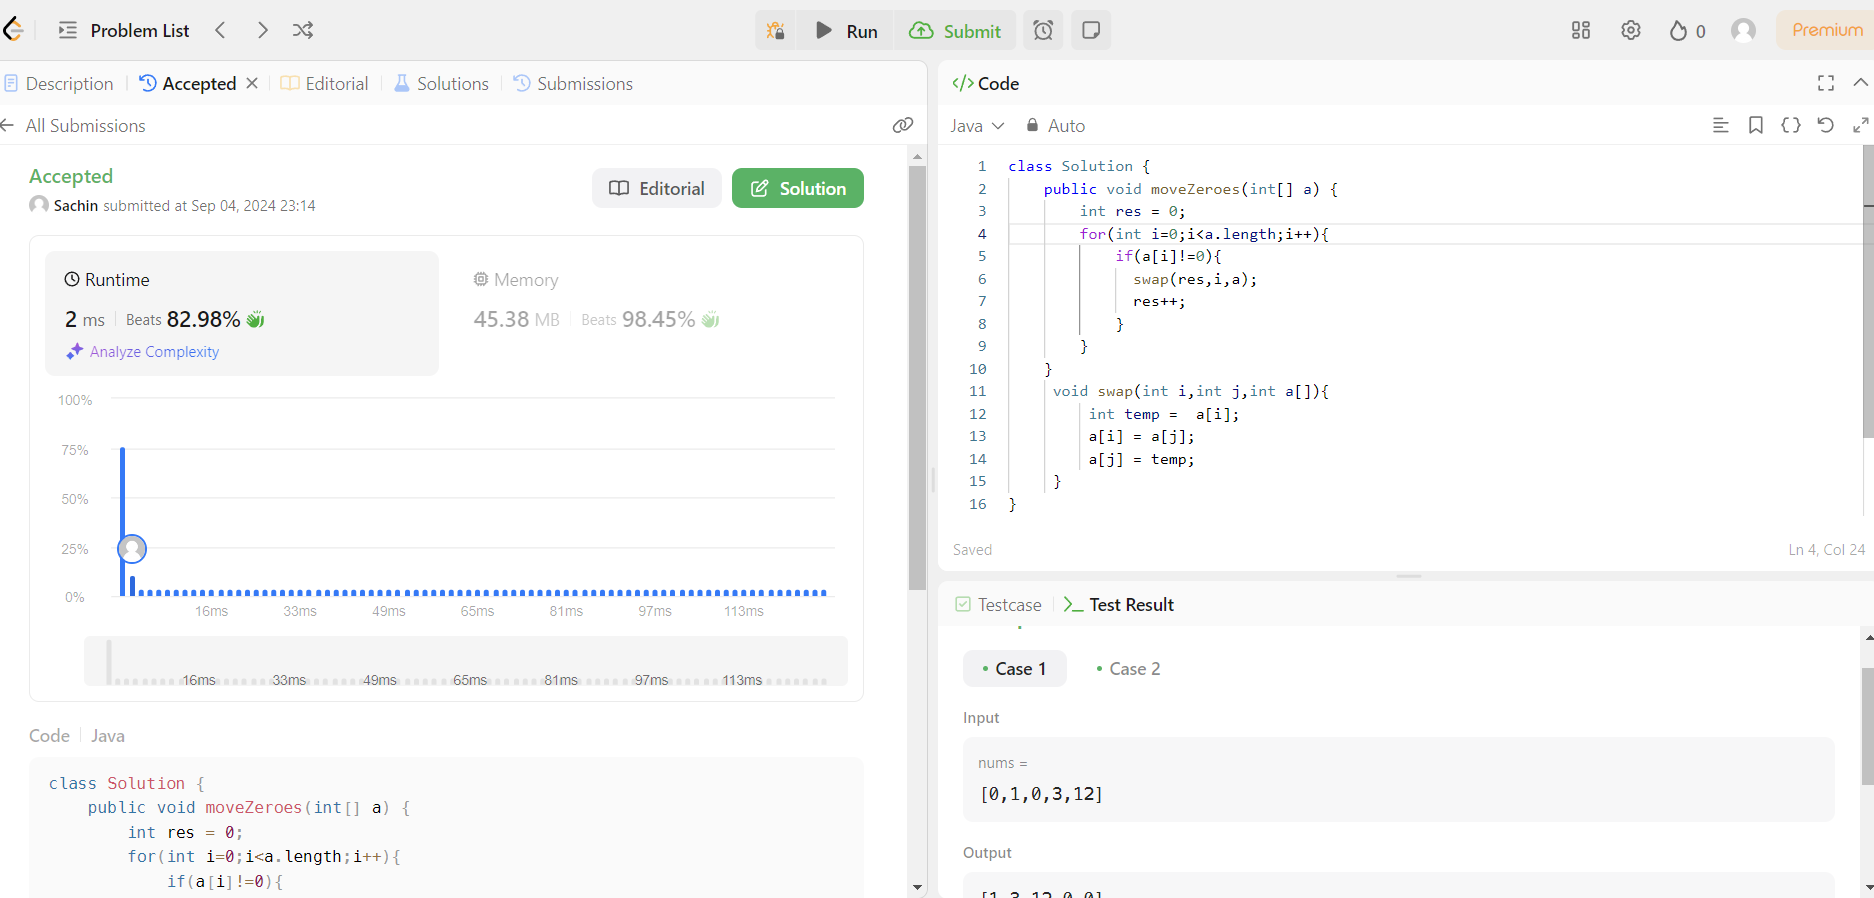 Problem List
Run
Submit
0
Premium
Description
Accepted
Editorial
Solutions
Submissions
All Submissions
Accepted
Sachin submitted at Sep 04, 2024 23:14
Editorial
Solution
Runtime
2 ms
Beats 82.98%
Analyze Complexity
Memory
45.38 MB
Beats 98.45%
100%
75%
50%
25%
0%
16ms 33ms 49ms 65ms 81ms 97ms 113ms
16ms 33ms 49ms 65ms 81ms 97ms 113ms
Code
Java
class Solution {
    public void moveZeroes(int[] a) {
        int res = 0;
        for(int i=0;i<a.length;i++){
            if(a[i]!=0){
</> Code
Java
Auto
1 class Solution {
2     public void moveZeroes(int[] a) {
3         int res = 0;
4         for(int i=0;i<a.length;i++){
5             if(a[i]!=0){
6               swap(res,i,a);
7               res++;
8             }
9         }
10     }
11      void swap(int i,int j,int a[]){
12          int temp =  a[i];
13          a[i] = a[j];
14          a[j] = temp;
15      }
16 }
Saved
Ln 4, Col 24
Testcase
>_ Test Result
Case 1
Case 2
Input
nums =
[0,1,0,3,12]
Output
[1,3,12,0,0]